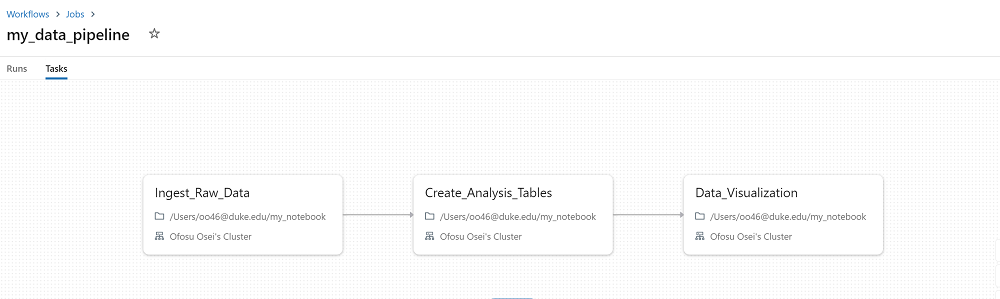 Workflows > Jobs >
my_data_pipeline
Runs Tasks
Ingest_Raw_Data
/Users/oo46@duke.edu/my_notebook
Ofosu Osei's Cluster
Create_Analysis_Tables
/Users/oo46@duke.edu/my_notebook
Ofosu Osei's Cluster
Data_Visualization
/Users/oo46@duke.edu/my_notebook
Ofosu Osei's Cluster